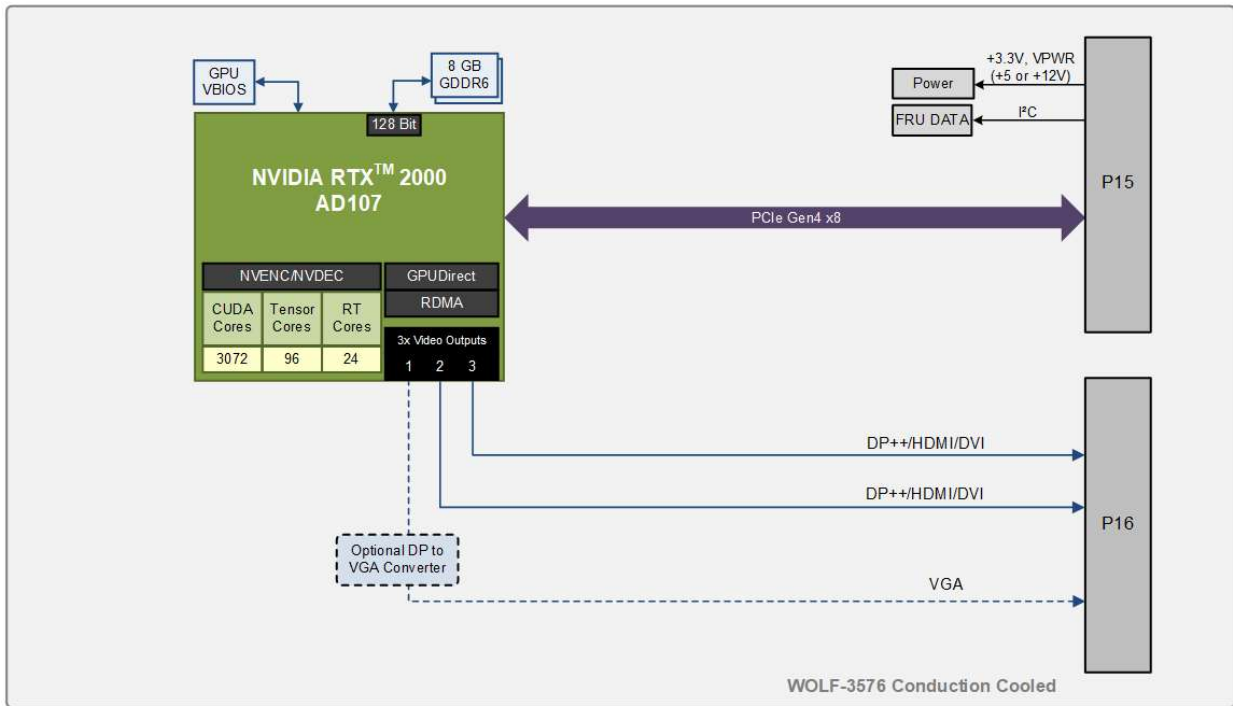 GPU
VBIOS
8 GB
GDDR6
128 Bit
NVIDIA RTX™ 2000
AD107
NVENC/NVDEC
CUDA
Cores
Tensor
Cores
RT
Cores
3072
96
24
GPUDirect
RDMA
3x Video Outputs
1 2 3
+3.3V, VPWR
(+5 or +12V)
Power
FRU DATA
I²C
P15
PCIe Gen4 x8
DP++/HDMI/DVI
DP++/HDMI/DVI
P16
Optional DP to
VGA Converter
VGA
WOLF-3576 Conduction Cooled